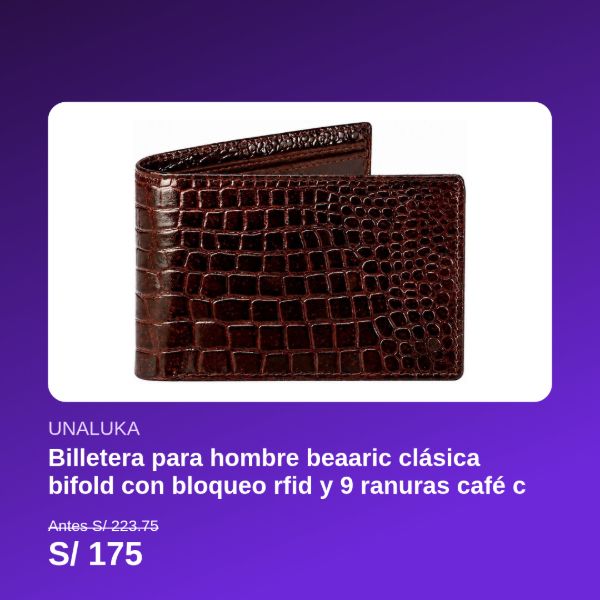 UNALUKA
Billetera para hombre beaaric clásica
bifold con bloqueo rfid y 9 ranuras café c
Antes S/ 223.75
S/ 175